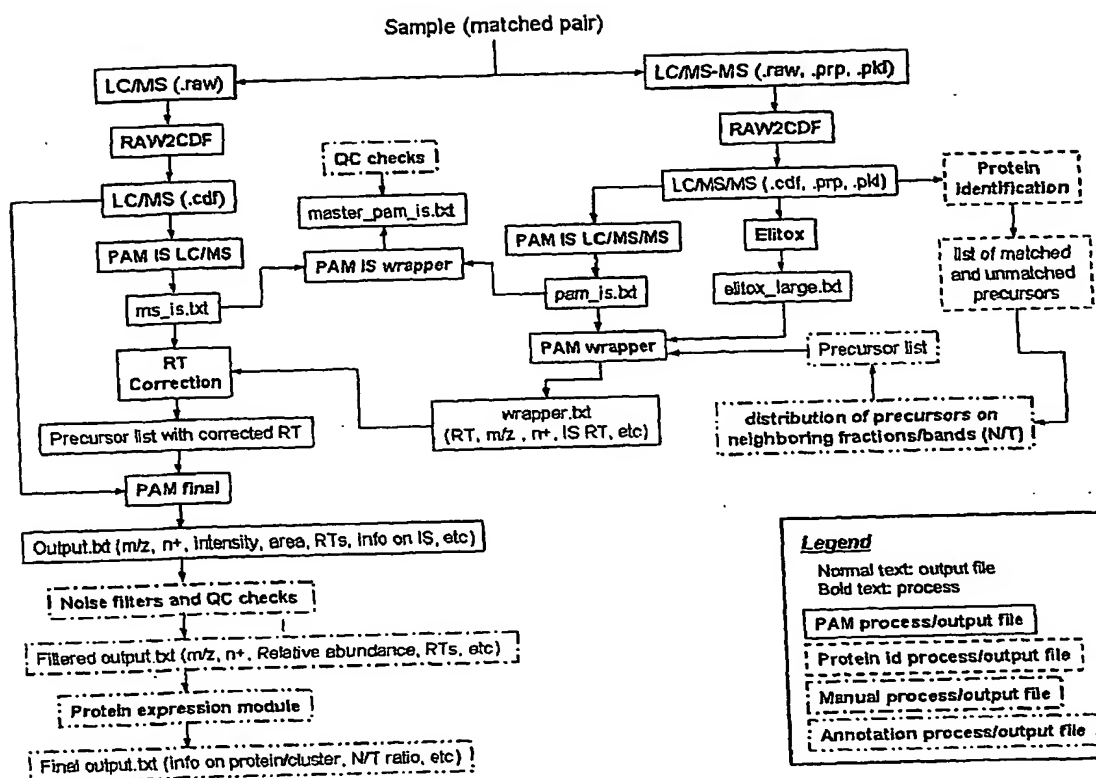 Sample (matched pair)
LC/MS (.raw)
LC/MS-MS (.raw, .prp, .pkl)
RAW2CDF
RAW2CDF
QC checks
LC/MS (.cdf)
LC/MS/MS (.cdf, .prp, .pkl)
Protein
identification
master_pam_is.txt
PAM IS LC/MS
PAM IS LC/MS/MS
Elitox
PAM IS wrapper
list of matched
and unmatched
precursors
ms_is.txt
pam_is.txt
elitox_large.txt
RT
Correction
PAM wrapper
Precursor list
wrapper.txt
(RT, m/z , n+, IS RT, etc)
distribution of precursors on
neighboring fractions/bands (N/T)
Precursor list with corrected RT
PAM final
Output.txt (m/z, n+, intensity, area, RTs, info on IS, etc)
Noise filters and QC checks
Filtered output.txt (m/z, n+, Relative abundance, RTs, etc)
Protein expression module
Final output.txt (info on protein/cluster, N/T ratio, etc)
Legend
Normal text: output file
Bold text: process
PAM process/output file
Protein id process/output file
Manual process/output file
Annotation process/output file